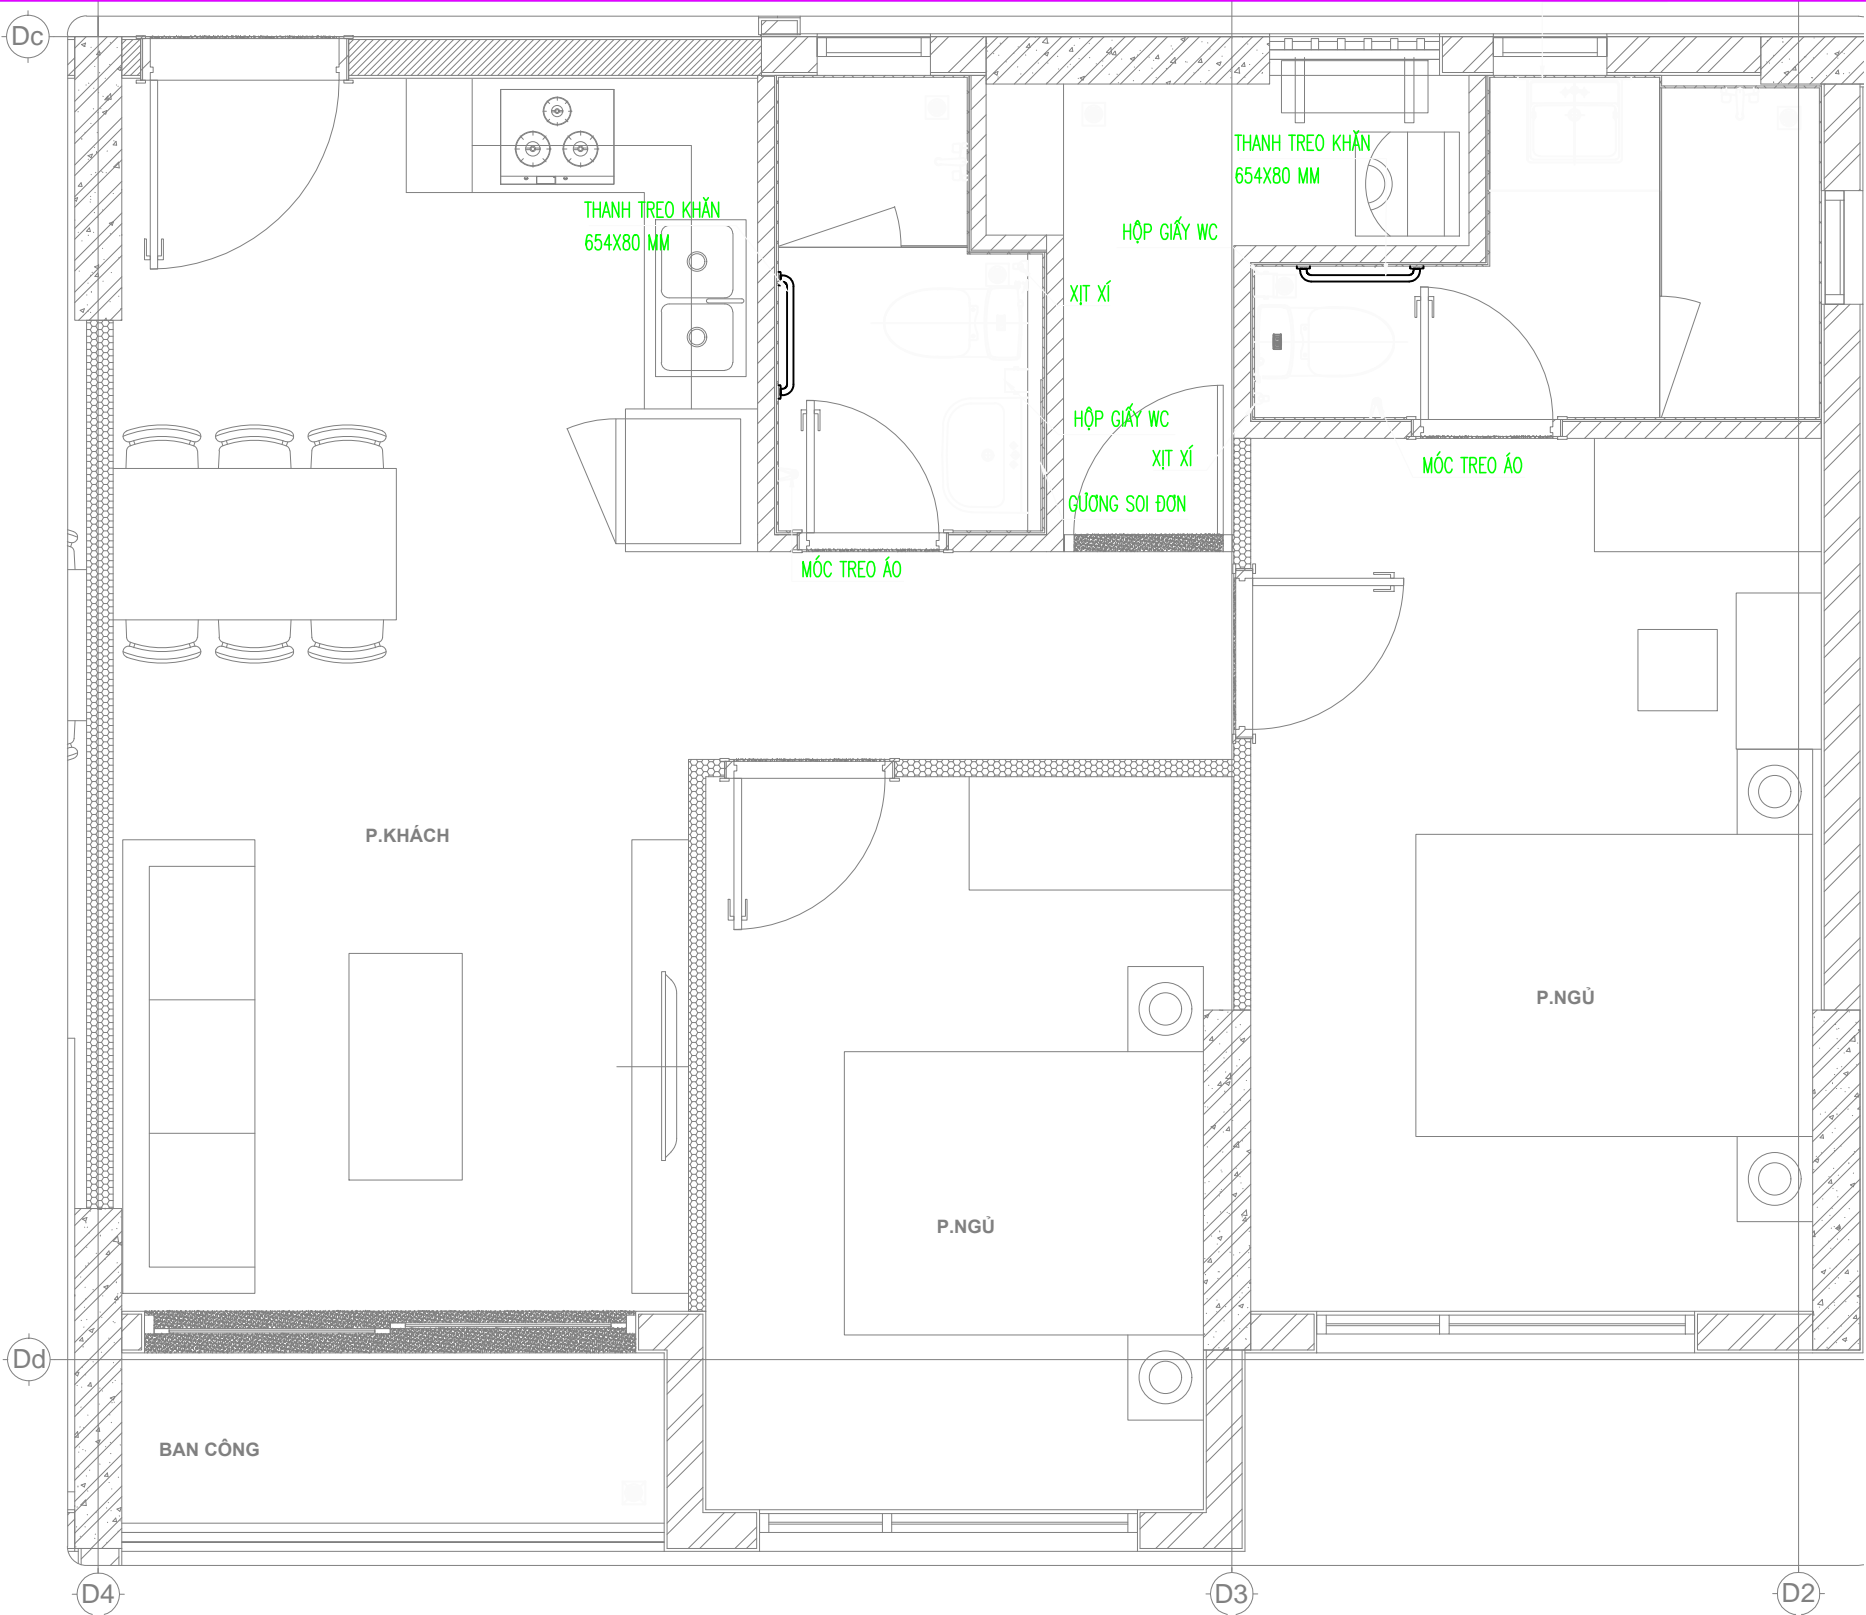 Dc
THANH TREO KHĂN
654X80 MM
THANH TREO KHĂN
654X80 MM
HỘP GIẤY WC
XỊT XÍ
HỘP GIẤY WC
XỊT XÍ
GƯƠNG SOI ĐƠN
MÓC TREO ÁO
MÓC TREO ÁO
P.KHÁCH
P.NGỦ
P.NGỦ
Dd
BAN CÔNG
D4
D3
D2